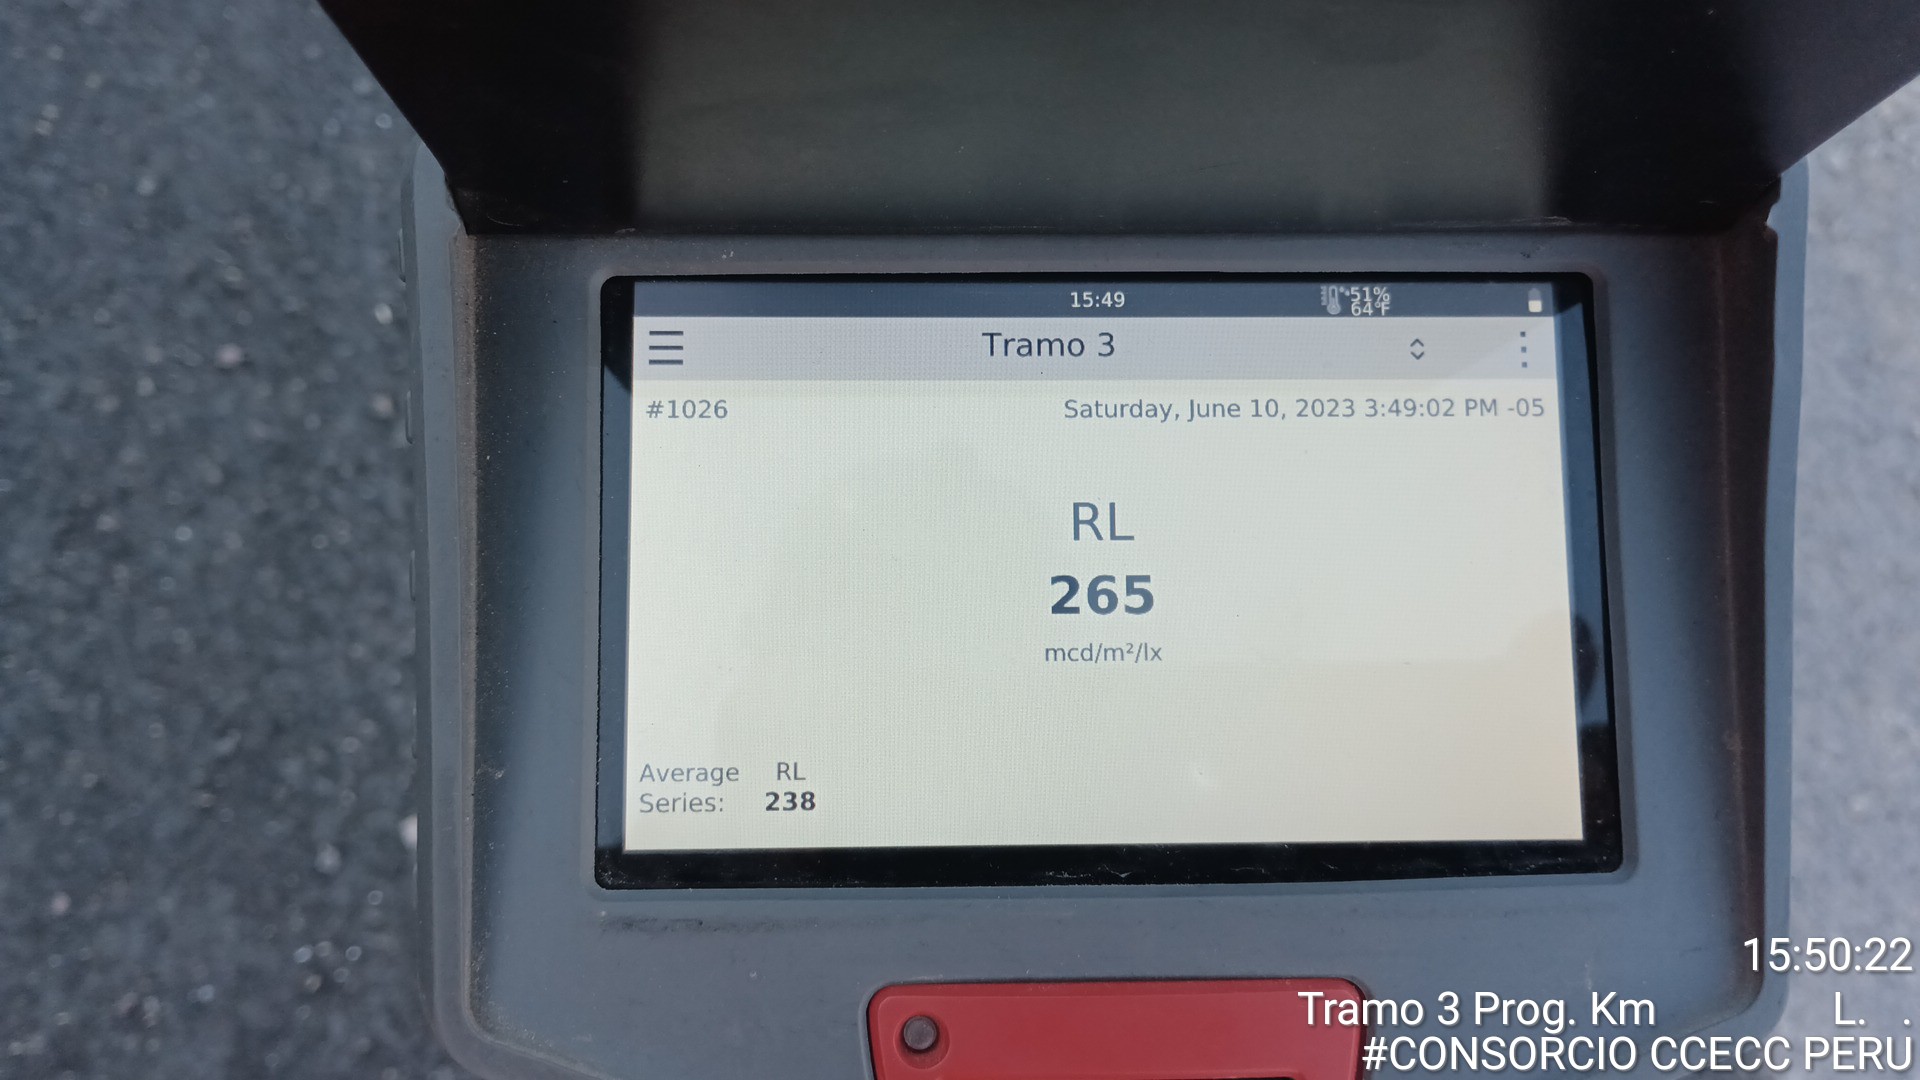 15:49
51%
64°F
Tramo 3
#1026
Saturday, June 10, 2023 3:49:02 PM -05
RL
265
mcd/m²/lx
Average RL
Series: 238
15:50:22
Tramo 3 Prog. Km L. .
#CONSORCIO CCECC PERU